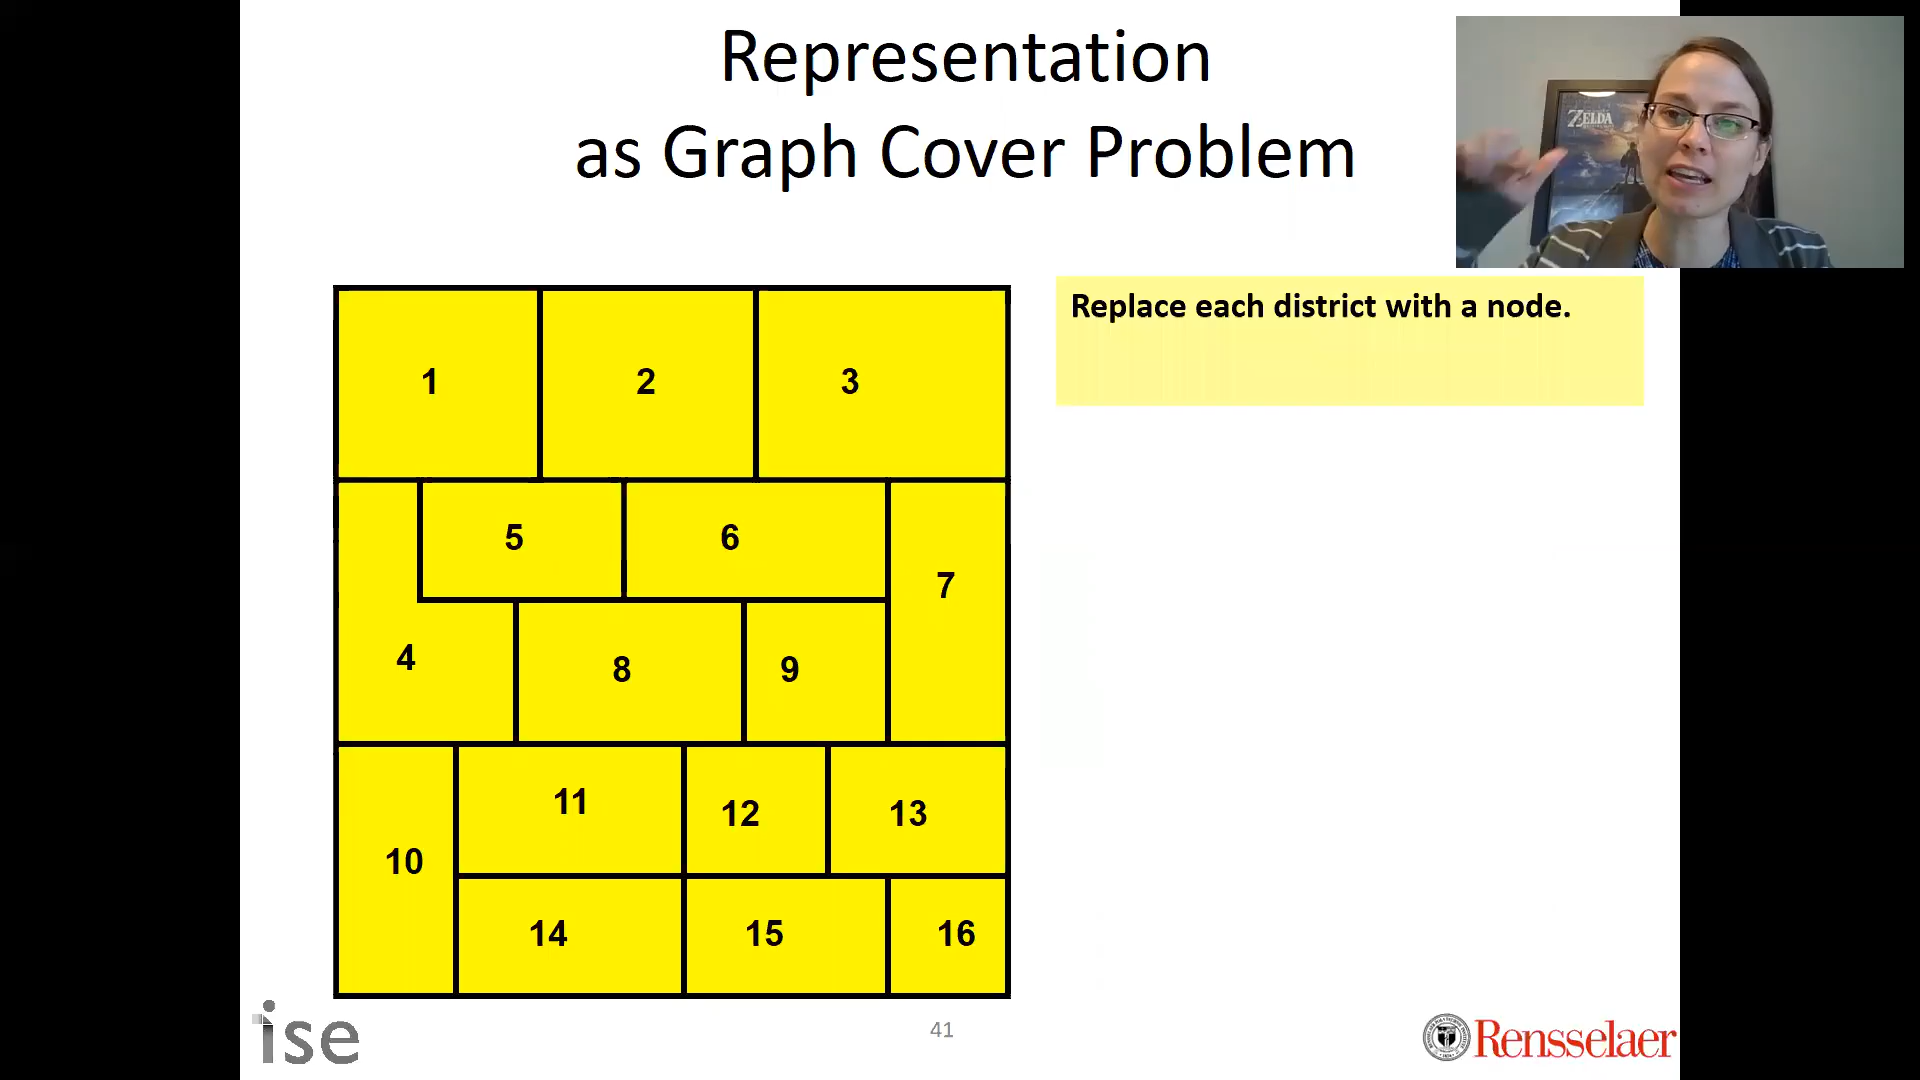 Representation
as Graph Cover Problem
ZELDA
Replace each district with a node.
1 2 3
5 6
7
4 8 9
11
12 13
10
14 15 16
ise
41
Rensselaer